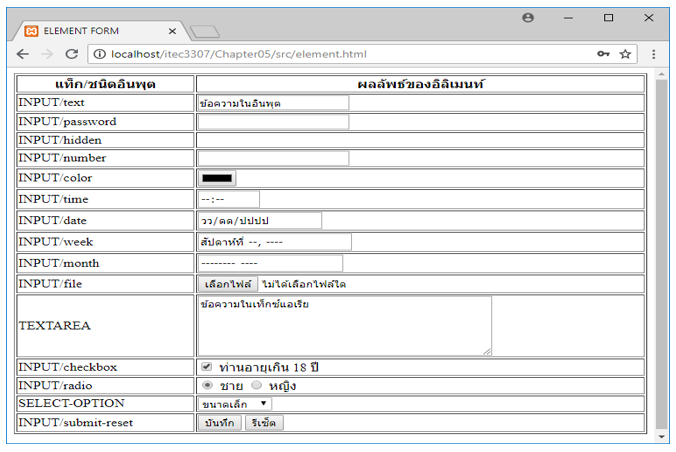 ELEMENT FORM
localhost/itec3307/Chapter05/src/element.html
แท็ก/ชนิดอินพุต ผลลัพธ์ของอิลิเมนท์
INPUT/text ข้อความในอินพุต
INPUT/password
INPUT/hidden
INPUT/number
INPUT/color
INPUT/time --:--
INPUT/date วว/ดด/ปปปป
INPUT/week สัปดาห์ที่ --, ----
INPUT/month -------- ----
INPUT/file เลือกไฟล์ ไม่ได้เลือกไฟล์ใด
TEXTAREA ข้อความในเท็กซ์แอเรีย
INPUT/checkbox ท่านอายุเกิน 18 ปี
INPUT/radio ชาย หญิง
SELECT-OPTION ขนาดเล็ก
INPUT/submit-reset บันทึก รีเซ็ต